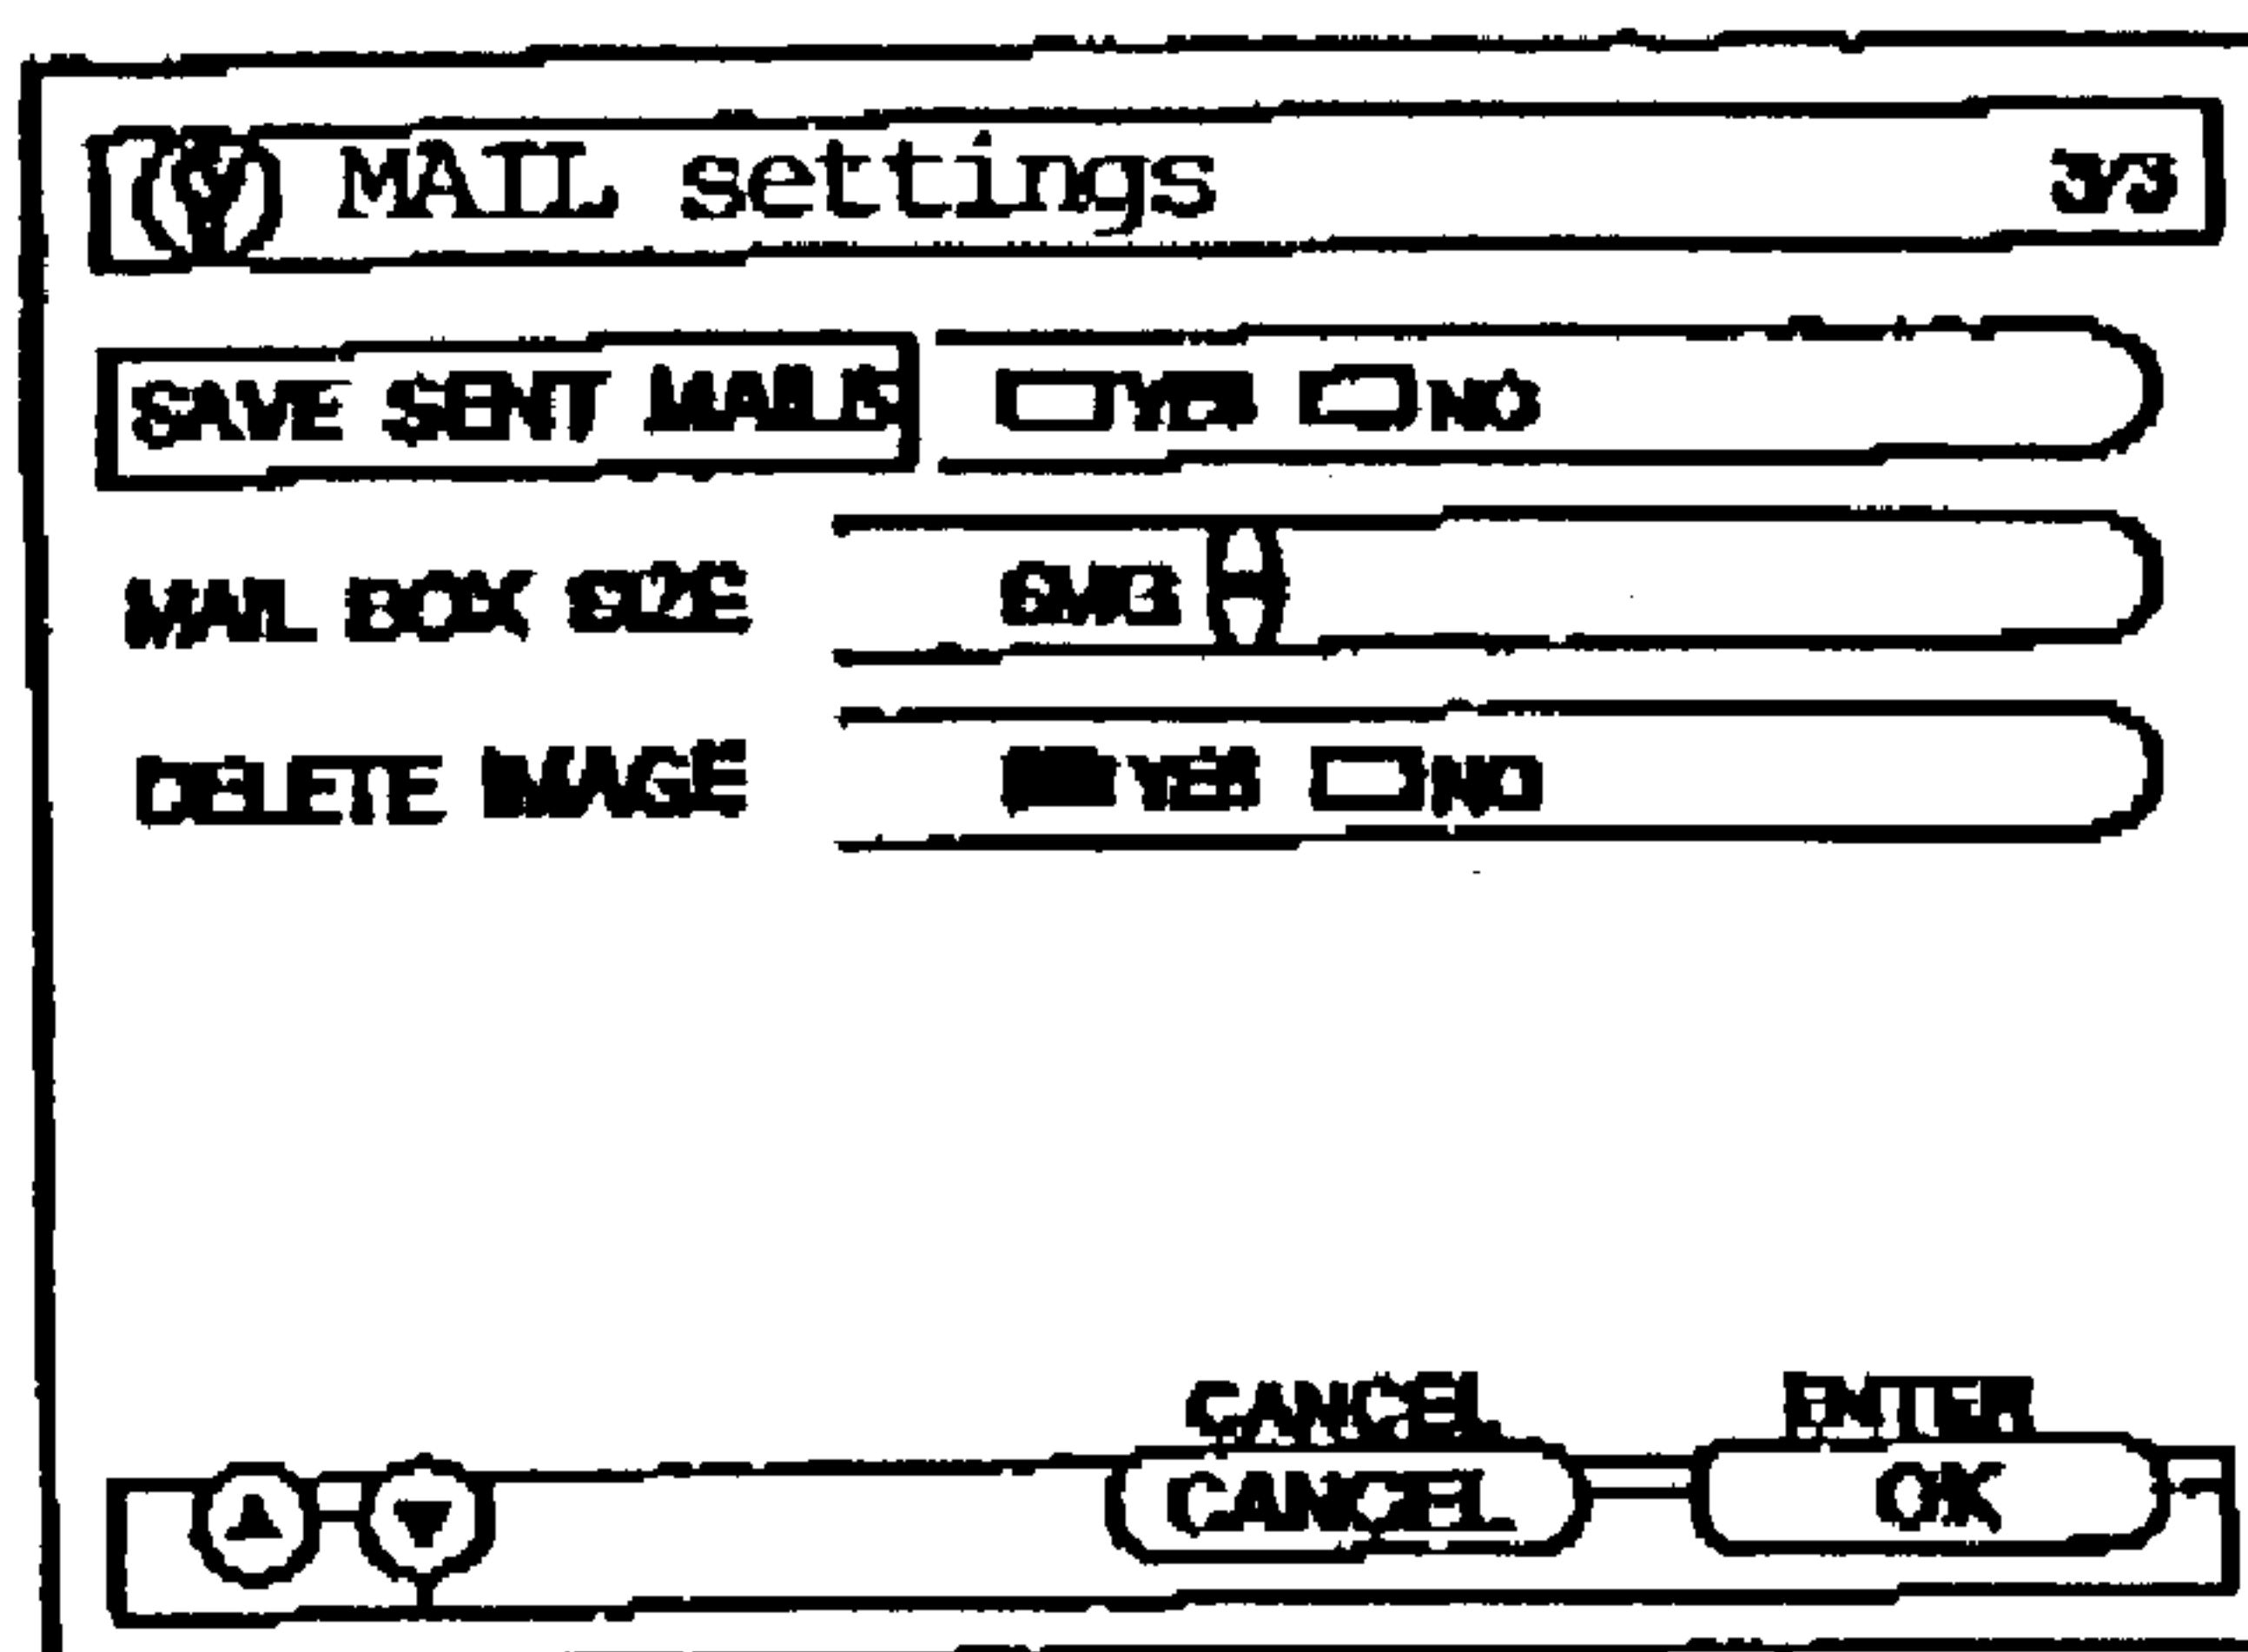 MAIL settings 3/3
SAVE SENT MAILS YES NO
MAIL BOX SIZE
DELETE IMAGE YES NO
CANCEL ENTER
CANCEL OK